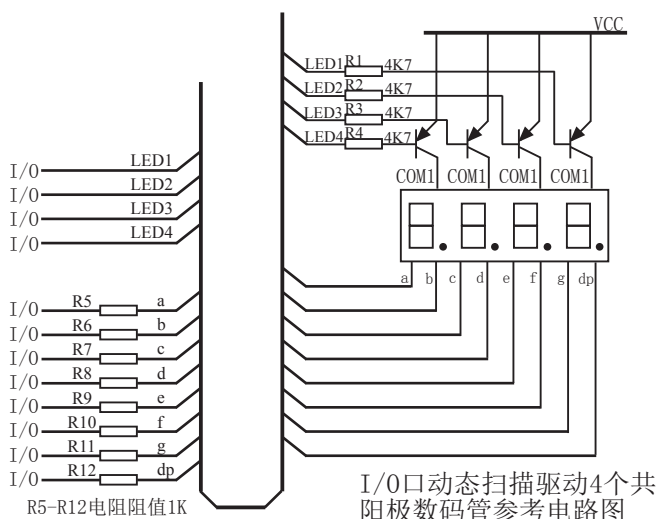 VCC
LED1 R1 4K7
LED2 R2 4K7
LED3 R3 4K7
LED4 R4 4K7
COM1 COM1 COM1 COM1
a b c d e f g dp
I/O LED1
I/O LED2
I/O LED3
I/O LED4
I/O R5 a
I/O R6 b
I/O R7 c
I/O R8 d
I/O R9 e
I/O R10 f
I/O R11 g
I/O R12 dp
R5-R12电阻阻值1K
I/O口动态扫描驱动4个共
阳极数码管参考电路图